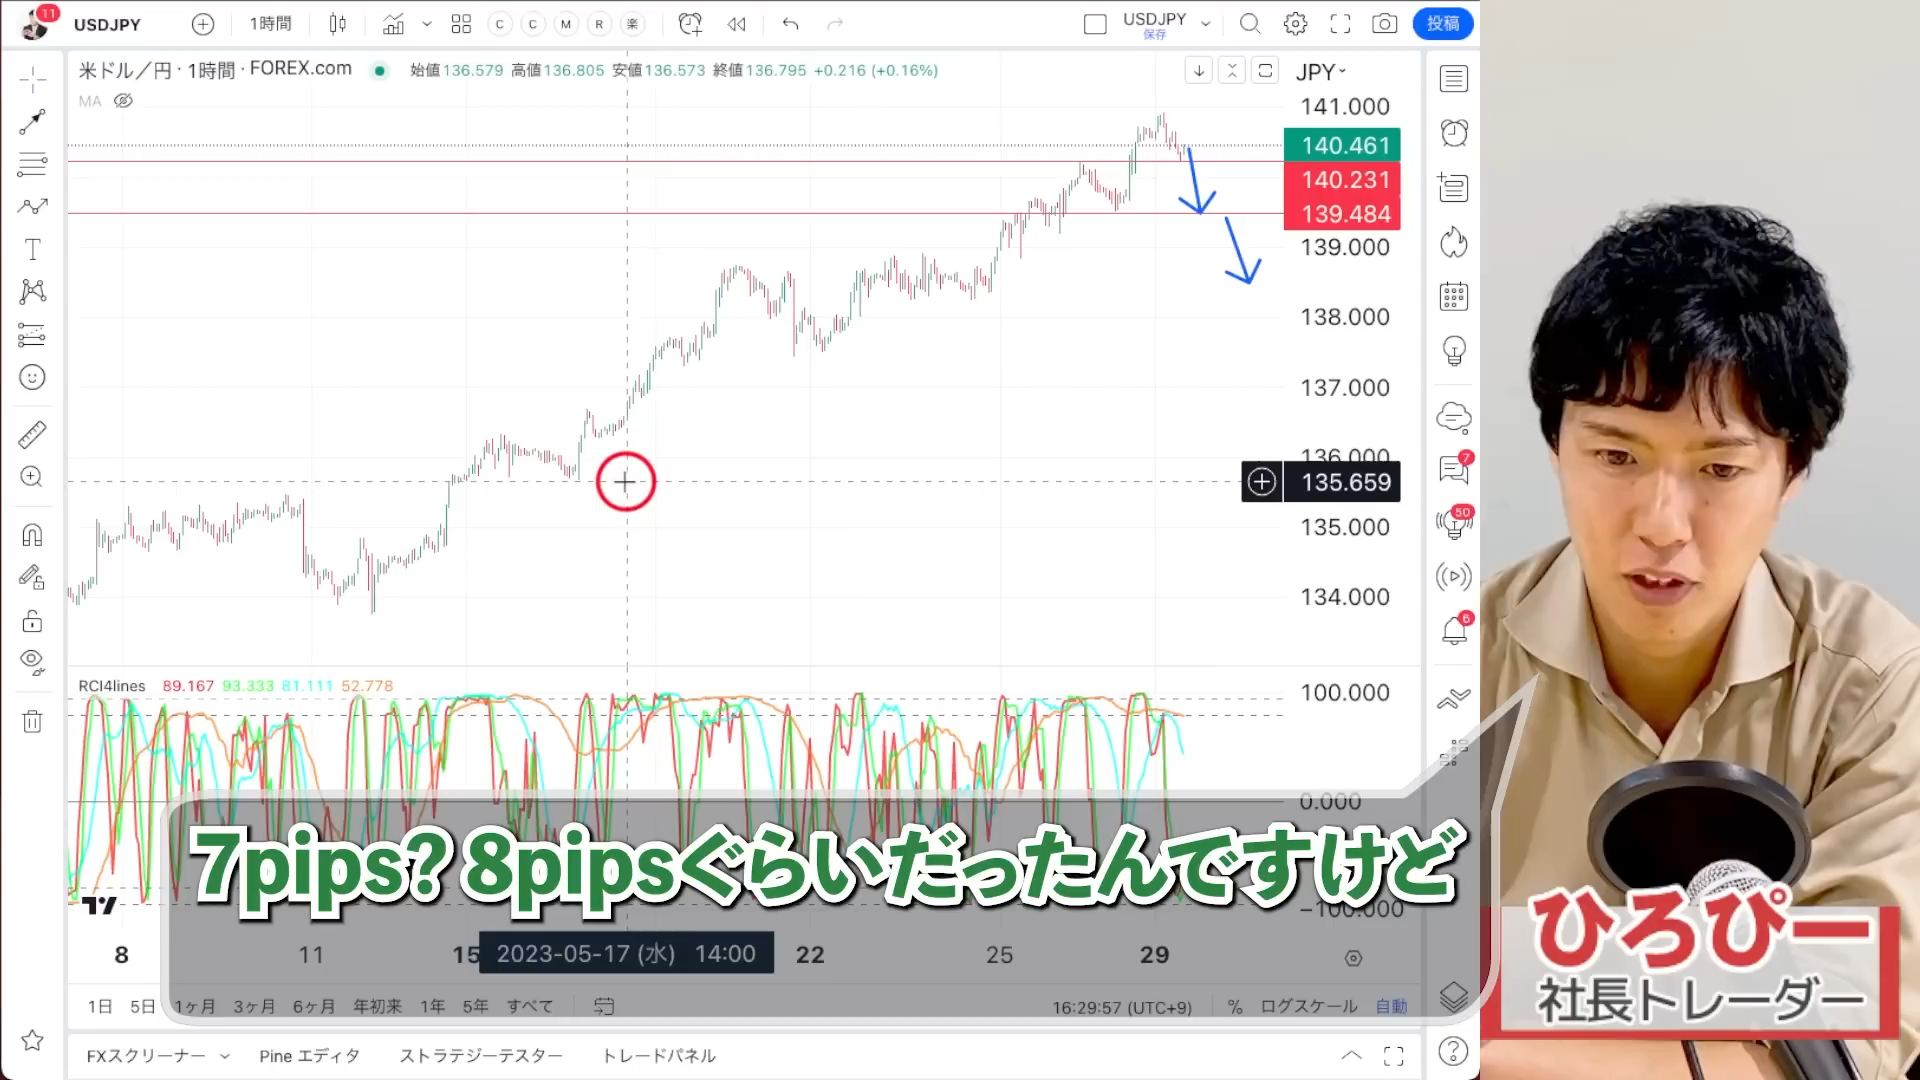 11
USDJPY
1時間
C
C
M
R
楽
USDJPY
保存
投稿
米ドル／円 · 1時間 · FOREX.com
始値136.579 高値136.805 安値136.573 終値136.795 +0.216 (+0.16%)
MA
JPY
141.000
140.461
140.231
139.484
139.000
138.000
137.000
136.000
135.659
135.000
134.000
7
50
6
RCI4lines 89.167 93.333 81.111 52.778
100.000
0.000
−100.000
7pips? 8pipsぐらいだったんですけど
8
11
15
2023-05-17 (水) 14:00
22
25
29
1日 5日 1ヶ月 3ヶ月 6ヶ月 年初来 1年 5年 すべて
16:29:57 (UTC+9)
%
ログスケール
自動
FXスクリーナー
Pine エディタ
ストラテジーテスター
トレードパネル
ひろぴー
社長トレーダー